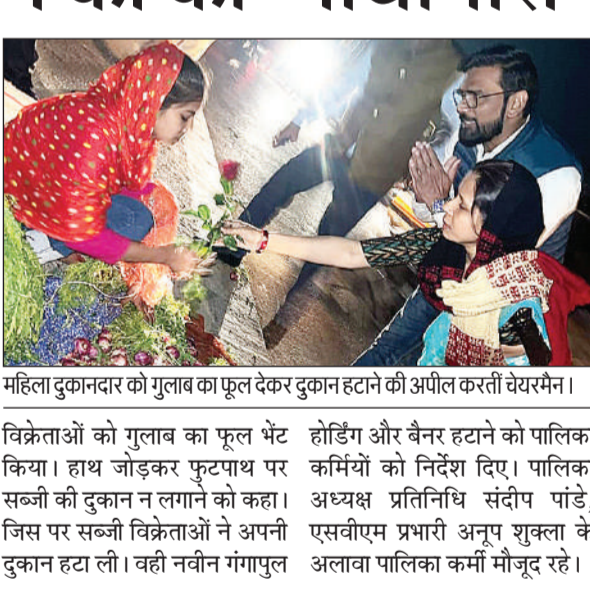 महिला दुकानदार को गुलाब का फूल देकर दुकान हटाने की अपील करतीं चेयरमैन।
विक्रेताओं को गुलाब का फूल भेंट
किया। हाथ जोड़कर फुटपाथ पर
सब्जी की दुकान न लगाने को कहा।
जिस पर सब्जी विक्रेताओं ने अपनी
दुकान हटा ली। वही नवीन गंगापुल
होर्डिंग और बैनर हटाने को पालिक
कर्मियों को निर्देश दिए। पालिक
अध्यक्ष प्रतिनिधि संदीप पांडे,
एसवीएम प्रभारी अनूप शुक्ला के
अलावा पालिका कर्मी मौजूद रहे।